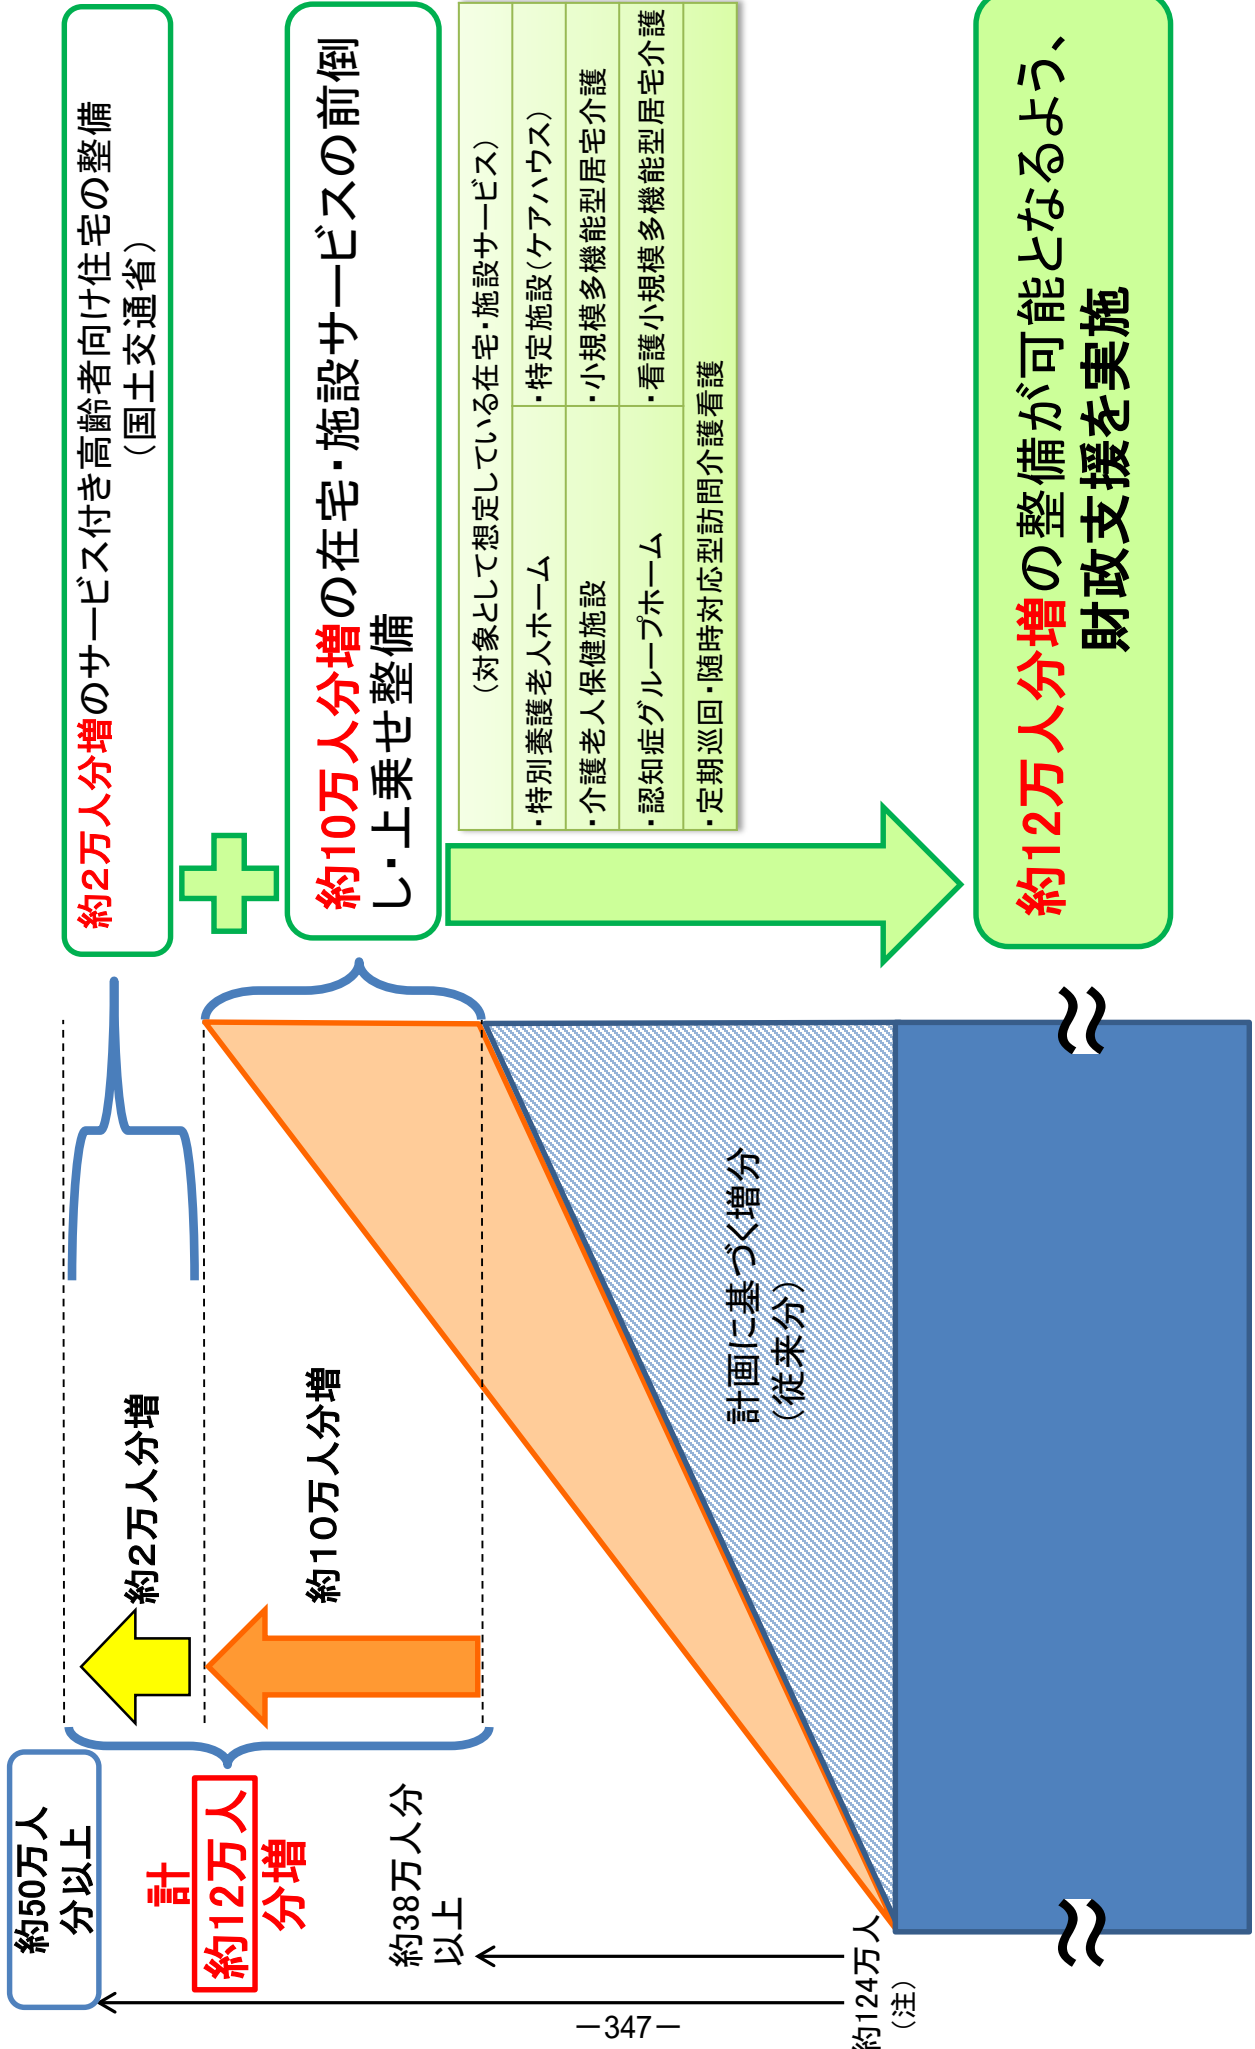 約50万人
分以上
計
約12万人
分増
約38万人分
以上
約124万人
（注）
約2万人分増
約10万人分増
計画に基づく増分
（従来分）
約2万人分増のサービス付き高齢者向け住宅の整備
（国土交通省）
約10万人分増の在宅・施設サービスの前倒
し・上乗せ整備
（対象として想定している在宅・施設サービス）
・特別養護老人ホーム
・特定施設（ケアハウス）
・介護老人保健施設
・小規模多機能型居宅介護
・認知症グループホーム
・看護小規模多機能型居宅介護
・定期巡回・随時対応型訪問介護看護
約12万人分増の整備が可能となるよう、
財政支援を実施
－347－